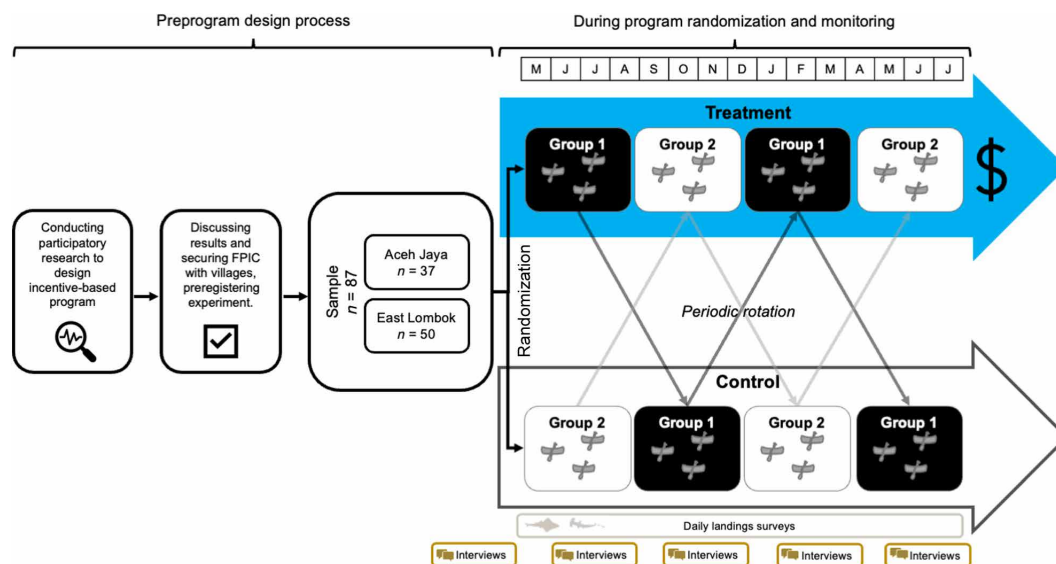 Preprogram design process
During program randomization and monitoring
M J J A S O N D J F M A M J J
Treatment
Group 1
Group 2
Group 1
Group 2
$
Conducting
participatory
research to
design
incentive-based
program
Discussing
results and
securing FPIC
with villages,
preregistering
experiment.
Sample
n = 87
Aceh Jaya
n = 37
East Lombok
n = 50
Randomization
Periodic rotation
Control
Group 2
Group 1
Group 2
Group 1
Daily landings surveys
Interviews
Interviews
Interviews
Interviews
Interviews